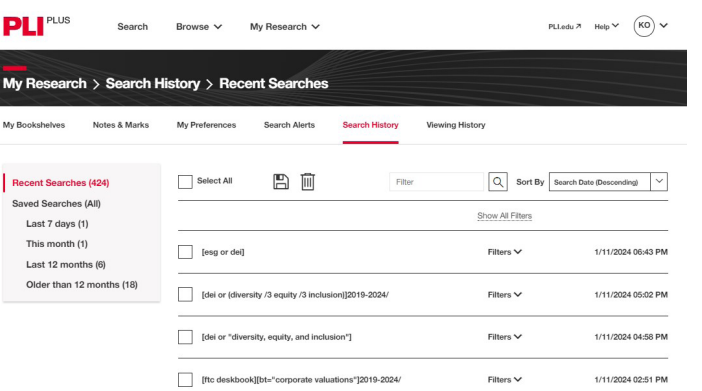 PLI PLUS Search Browse My Research PLI.edu Help KO
My Research > Search History > Recent Searches
My Bookshelves Notes & Marks My Preferences Search Alerts Search History Viewing History
Recent Searches (424)
Saved Searches (All)
Last 7 days (1)
This month (1)
Last 12 months (6)
Older than 12 months (18)
Select All Filter Sort By Search Date (Descending)
Show All Filters
[esg or dei] Filters 1/11/2024 06:43 PM
[dei or (diversity /3 equity /3 inclusion)]2019-2024/ Filters 1/11/2024 05:02 PM
[dei or "diversity, equity, and inclusion"] Filters 1/11/2024 04:58 PM
[ftc deskbook][bt="corporate valuations"]2019-2024/ Filters 1/11/2024 02:51 PM